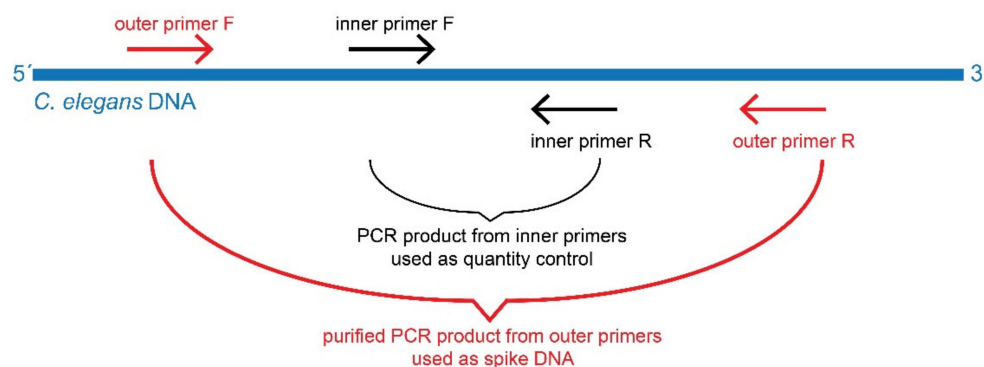 outer primer F
inner primer F
5´
3
C. elegans DNA
inner primer R
outer primer R
PCR product from inner primers
used as quantity control
purified PCR product from outer primers
used as spike DNA